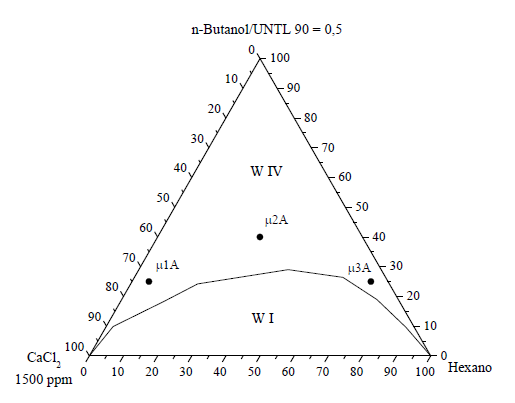 n-Butanol/UNTL 90 = 0,5
0 100
10 90
20 80
30 70
40 W IV 60
50 50
60 μ2A 40
70 μ1A μ3A 30
80 20
90 W I 10
100 0
CaCl2 Hexano
1500 ppm
0 10 20 30 40 50 60 70 80 90 100